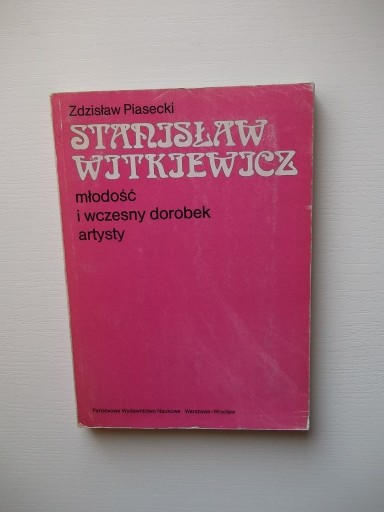 Zdzisław Piasecki
STANISŁAW
WITKIEWICZ
młodość
i wczesny dorobek
artysty
Państwowe Wydawnictwo Naukowe · Warszawa–Wrocław